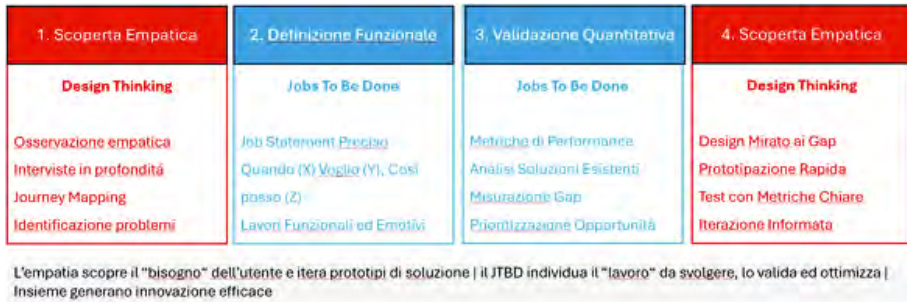 1. Scoperta Empatica
Design Thinking
Osservazione empatica
Interviste in profondità
Journey Mapping
Identificazione problemi
2. Definizione Funzionale
Jobs To Be Done
Job Statement Preciso
Quando (X) Voglio (Y), Così
posso (Z)
Lavori Funzionali ed Emotivi
3. Validazione Quantitativa
Jobs To Be Done
Metriche di Performance
Analisi Soluzioni Esistenti
Misurazione Gap
Prioritizzazione Opportunità
4. Scoperta Empatica
Design Thinking
Design Mirato ai Gap
Prototipazione Rapida
Test con Metriche Chiare
Iterazione Informata
L'empatia scopre il "bisogno" dell'utente e itera prototipi di soluzione | il JTBD individua il "lavoro" da svolgere, lo valida ed ottimizza |
Insieme generano innovazione efficace